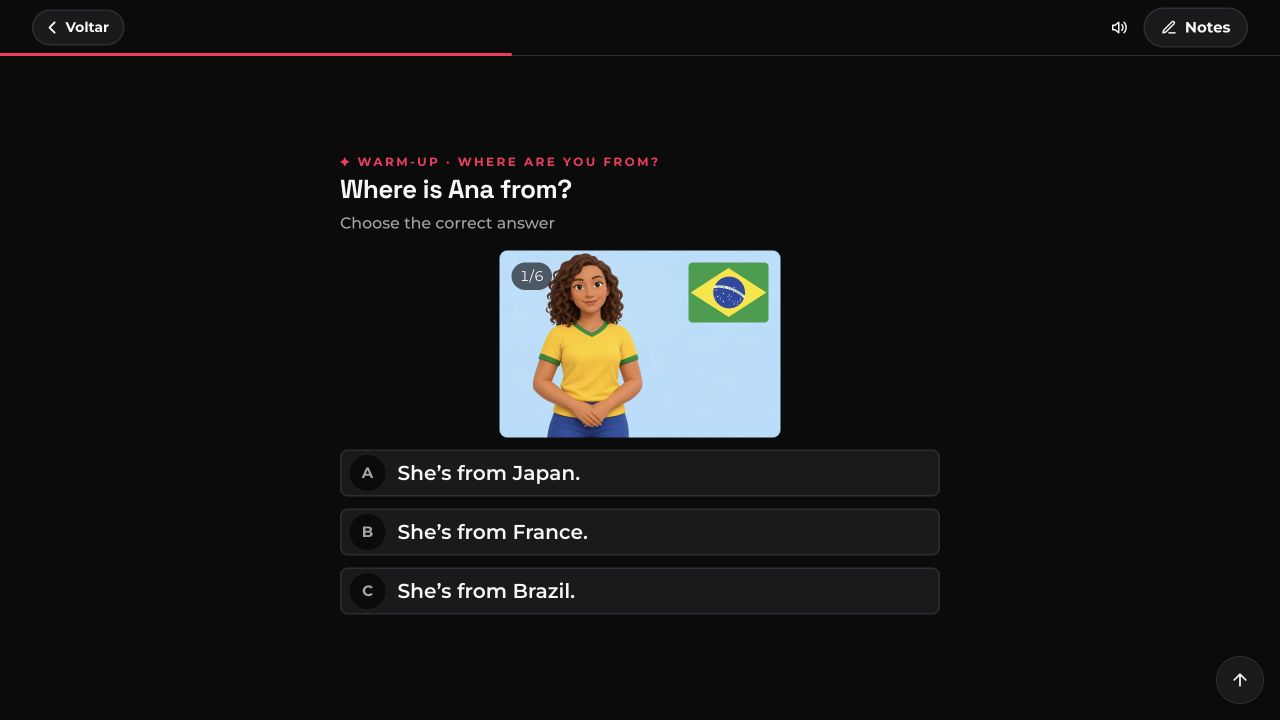 Voltar
Notes
✦ WARM-UP · WHERE ARE YOU FROM?
Where is Ana from?
Choose the correct answer
1/6
A She’s from Japan.
B She’s from France.
C She’s from Brazil.